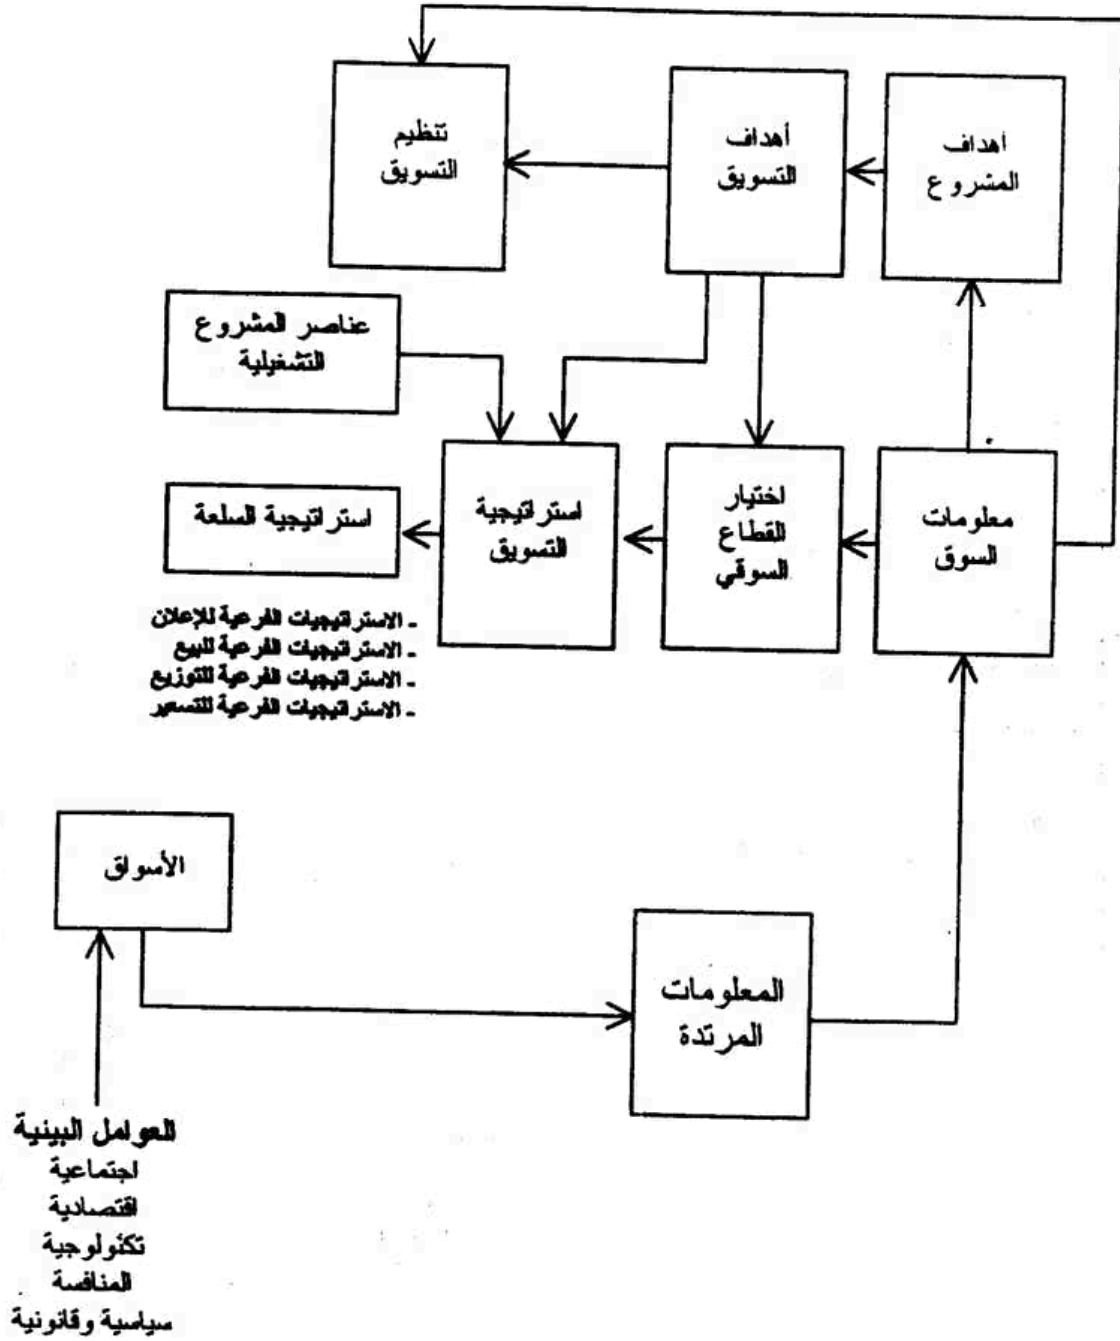 اهداف
المشروع
أهداف
التسويق
تنظيم
التسويق
عناصر المشروع
التشغيلية
معلومات
السوق
اختيار
القطاع
السوقي
استراتيجية
التسويق
استراتيجية السلعة
- الاستراتيجيات الفرعية للإعلان
- الاستراتيجيات الفرعية للبيع
- الاستراتيجيات الفرعية للتوزيع
- الاستراتيجيات الفرعية للتسعير
الأسواق
المعلومات
المرتدة
العوامل البيئية
اجتماعية
اقتصادية
تكنولوجية
المنافسة
سياسية وقانونية